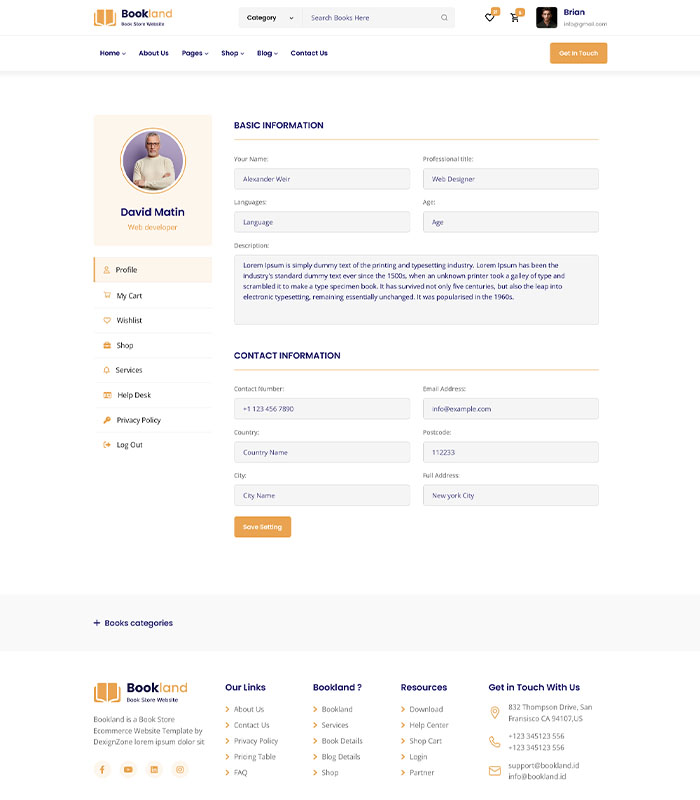 Bookland
Book Store Website
Category
Search Books Here
21
5
Brian
info@gmail.com
Home
About Us
Pages
Shop
Blog
Contact Us
Get In Touch
David Matin
Web developer
Profile
My Cart
Wishlist
Shop
Services
Help Desk
Privacy Policy
Log Out
BASIC INFORMATION
Your Name:
Professional title:
Alexander Weir
Web Designer
Languages:
Age:
Language
Age
Description:
Lorem Ipsum is simply dummy text of the printing and typesetting industry. Lorem Ipsum has been the
industry's standard dummy text ever since the 1500s, when an unknown printer took a galley of type and
scrambled it to make a type specimen book. It has survived not only five centuries, but also the leap into
electronic typesetting, remaining essentially unchanged. It was popularised in the 1960s.
CONTACT INFORMATION
Contact Number:
Email Address:
+1 123 456 7890
info@example.com
Country:
Postcode:
Country Name
112233
City:
Full Address:
City Name
New york City
Save Setting
Books categories
Bookland
Book Store Website
Bookland is a Book Store
Ecommerce Website Template by
DexignZone lorem ipsum dolor sit
Our Links
About Us
Contact Us
Privacy Policy
Pricing Table
FAQ
Bookland ?
Bookland
Services
Book Details
Blog Details
Shop
Resources
Download
Help Center
Shop Cart
Login
Partner
Get in Touch With Us
832 Thompson Drive, San
Fransisco CA 94107,US
+123 345123 556
+123 345123 556
support@bookland.id
info@bookland.id